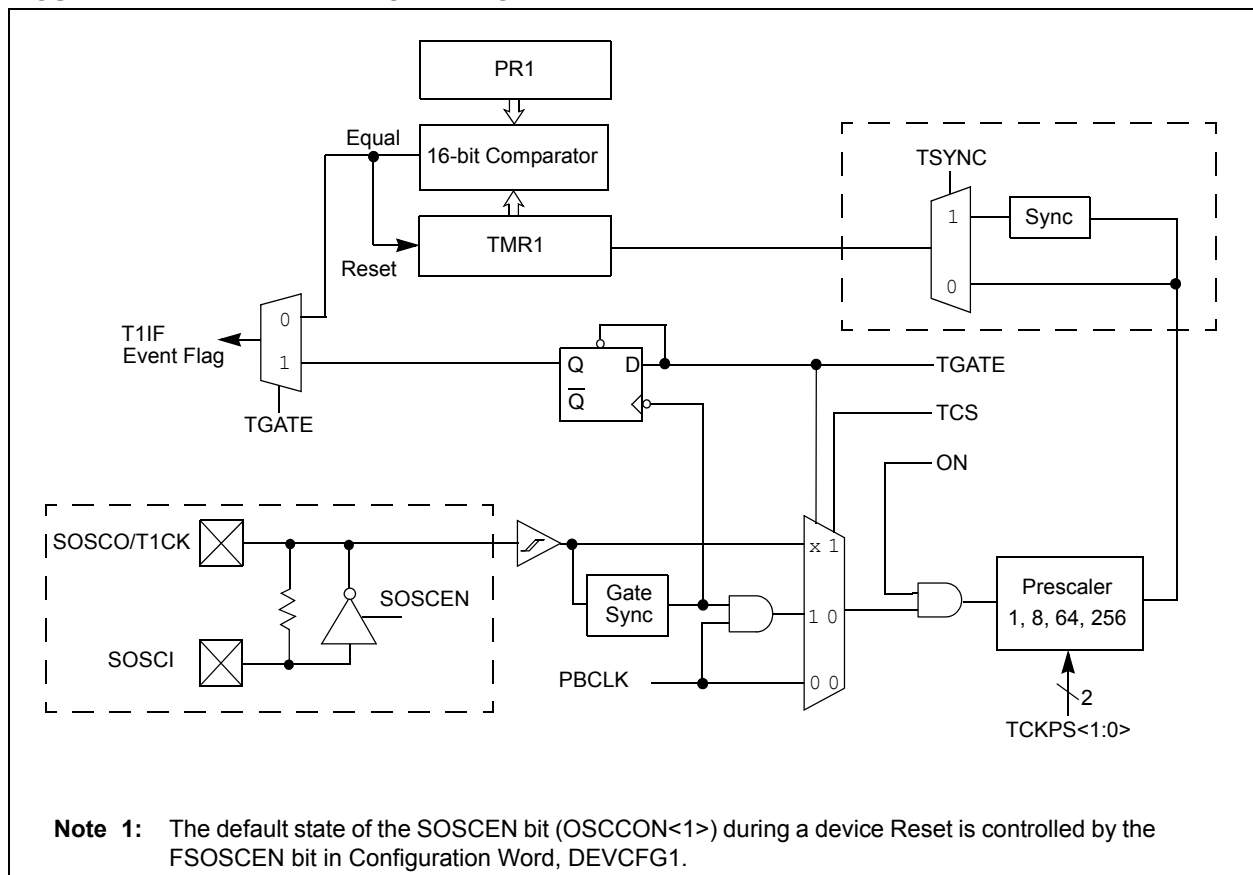 PR1
Equal
16-bit Comparator
TSYNC
1
Sync
TMR1
Reset
0
0
T1IF
Event Flag
1
Q
D
TGATE
Q
TCS
TGATE
ON
SOSCO/T1CK
x 1
Gate
Sync
SOSCEN
Prescaler
1, 8, 64, 256
1 0
SOSCI
PBCLK
0 0
2
TCKPS<1:0>
Note 1: The default state of the SOSCEN bit (OSCCON<1>) during a device Reset is controlled by the
FSOSCEN bit in Configuration Word, DEVCFG1.